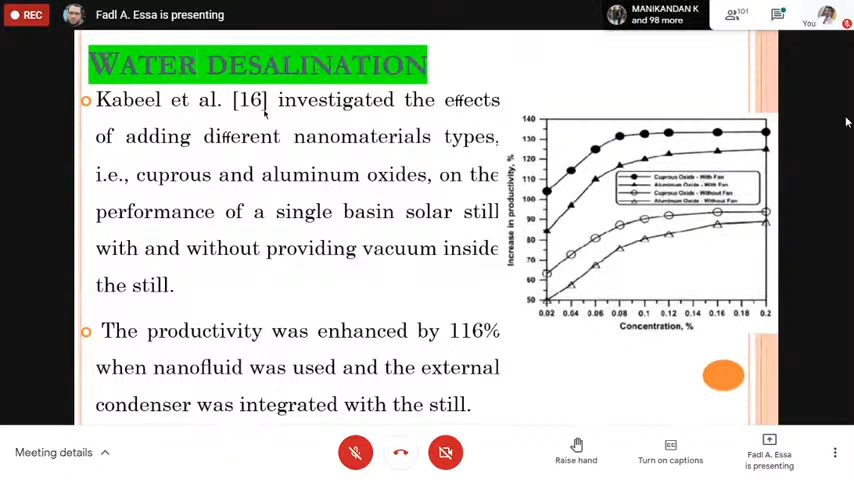 REC
Fadl A. Essa is presenting
MANIKANDAN K
and 98 more
101
You
WATER DESALINATION
Kabeel et al. [16] investigated the effects
of adding different nanomaterials types,
i.e., cuprous and aluminum oxides, on the
performance of a single basin solar still
with and without providing vacuum inside
the still.
The productivity was enhanced by 116%
when nanofluid was used and the external
condenser was integrated with the still.
140
130
120
110
100
90
80
70
60
50
Increase in productivity, %
Cuprous Oxide - With Fan
Aluminum Oxide - With Fan
Cuprous Oxide - Without Fan
Aluminum Oxide - Without Fan
0.02 0.04 0.06 0.08 0.1 0.12 0.14 0.16 0.18 0.2
Concentration, %
Meeting details
Raise hand
Turn on captions
Fadl A. Essa
is presenting